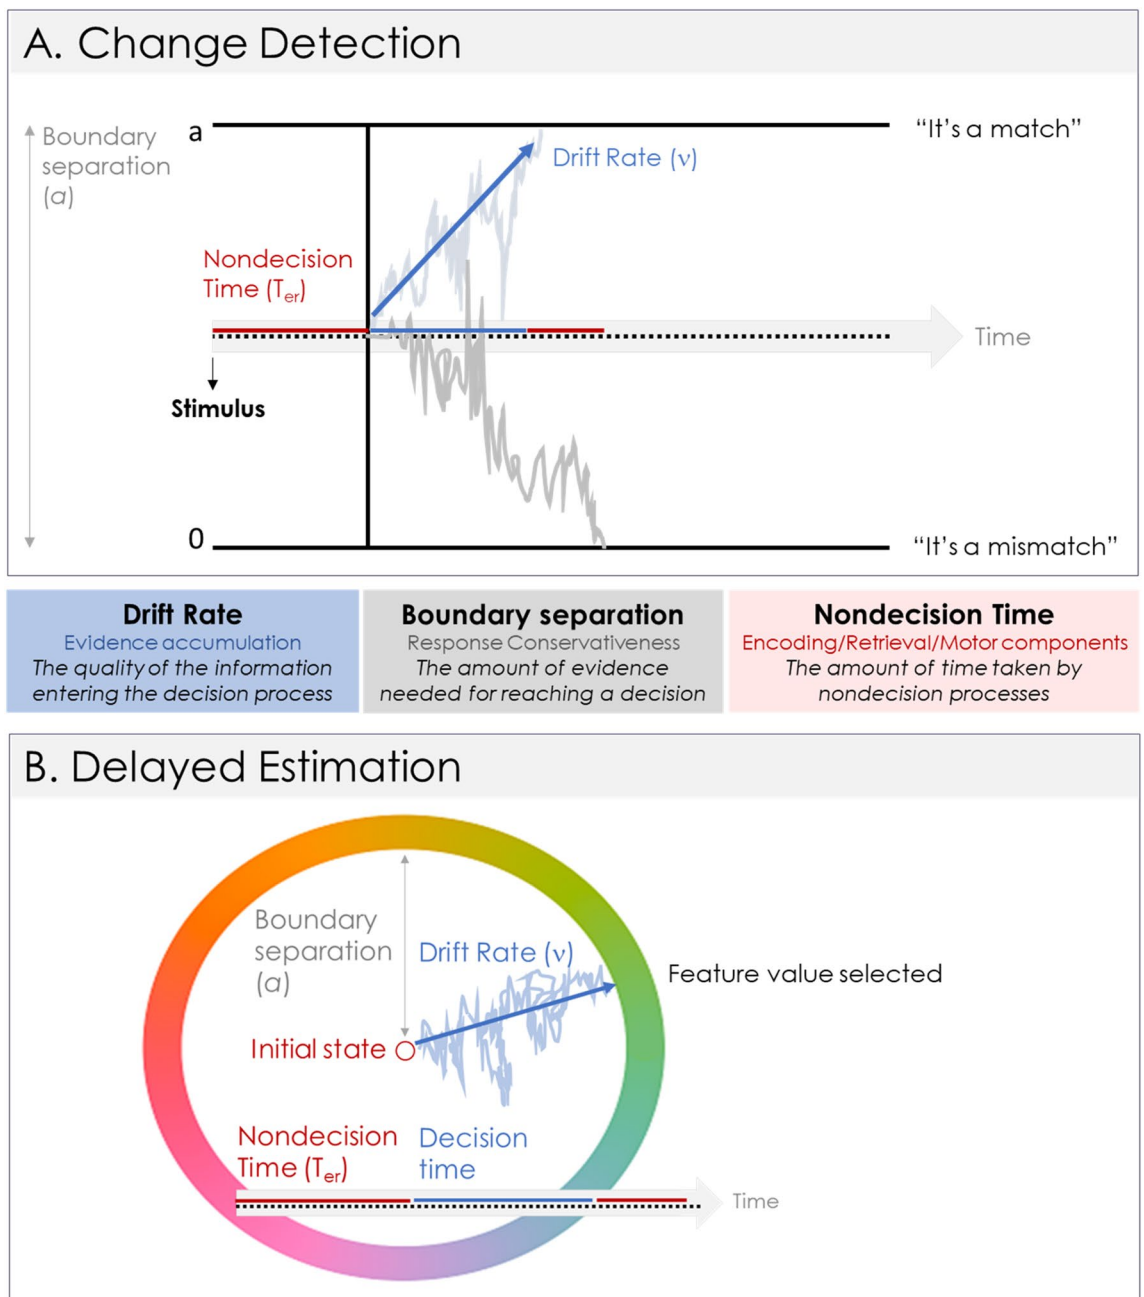 A. Change Detection
Boundary
separation
(a)
a
"It's a match"
Drift Rate (ν)
Nondecision
Time (Ter)
Time
Stimulus
0
"It's a mismatch"
Drift Rate
Evidence accumulation
The quality of the information
entering the decision process
Boundary separation
Response Conservativeness
The amount of evidence
needed for reaching a decision
Nondecision Time
Encoding/Retrieval/Motor components
The amount of time taken by
nondecision processes
B. Delayed Estimation
Boundary
separation
(a)
Drift Rate (ν)
Feature value selected
Initial state
Nondecision
Time (Ter)
Decision
time
Time